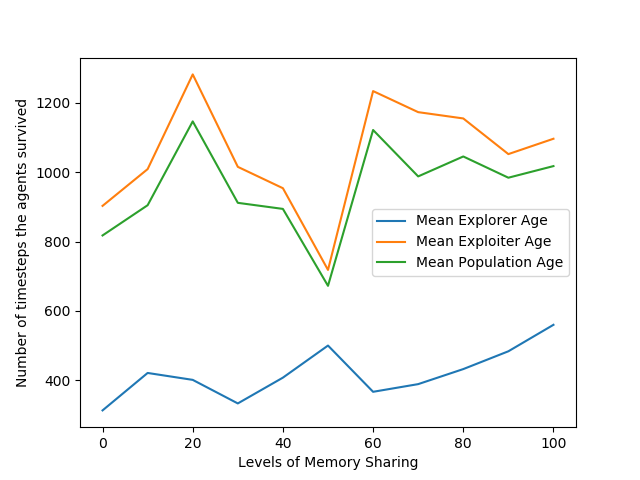 1200
1000
800
600
400
Number of timesteps the agents survived
Mean Explorer Age
Mean Exploiter Age
Mean Population Age
0 20 40 60 80 100
Levels of Memory Sharing